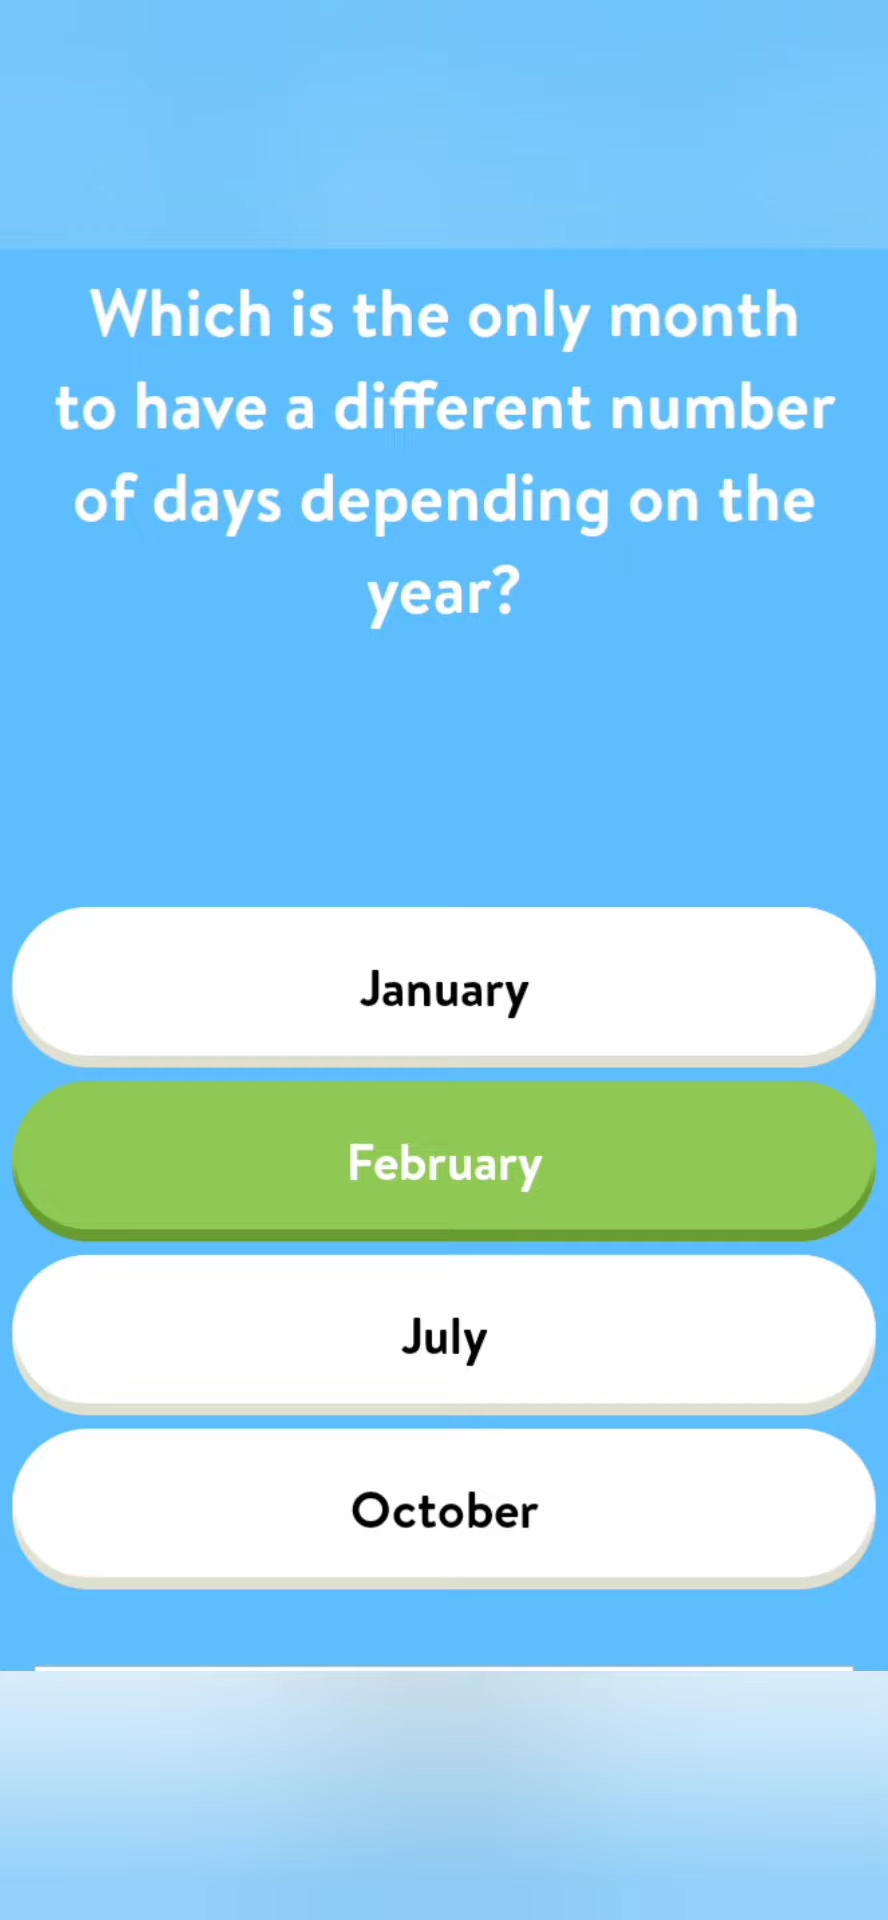 Which is the only month
to have a different number
of days depending on the
year?
January
February
July
October